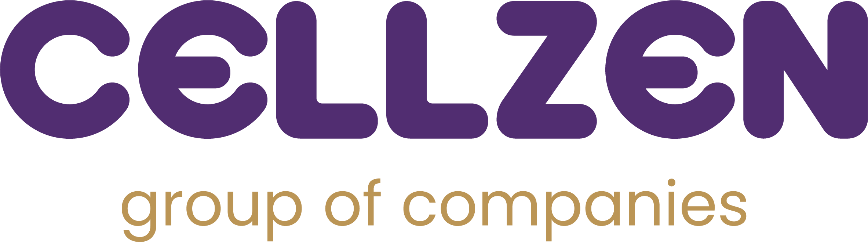 CELLZEN
group of companies